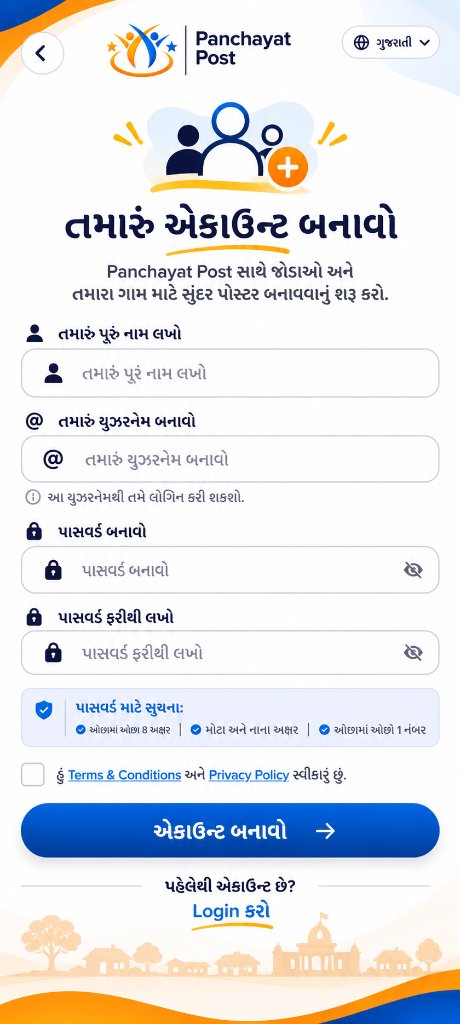 Panchayat
Post
ગુજરાતી
તમારું એકાઉન્ટ બનાવો
Panchayat Post સાથે જોડાઓ અને
તમારા ગામ માટે સુંદર પોસ્ટર બનાવવાનું શરૂ કરો.
તમારું પૂરું નામ લખો
તમારું પૂરં નામ લખો
@ તમારું યુઝરનેમ બનાવો
@ તમારું યુઝરનેમ બનાવો
આ યુઝરનેમથી તમે લોગિન કરી શકશો.
પાસવર્ડ બનાવો
પાસવર્ડ બનાવો
પાસવર્ડ ફરીથી લખો
પાસવર્ડ ફરીથી લખો
પાસવર્ડ માટે સુચના:
ઓછામાં ઓછા 8 અક્ષર | મોટા અને નાના અક્ષર | ઓછામાં ઓછો 1 નંબર
હું Terms & Conditions અને Privacy Policy સ્વીકારું છું.
એકાઉન્ટ બનાવો →
પહેલેથી એકાઉન્ટ છે?
Login કરો